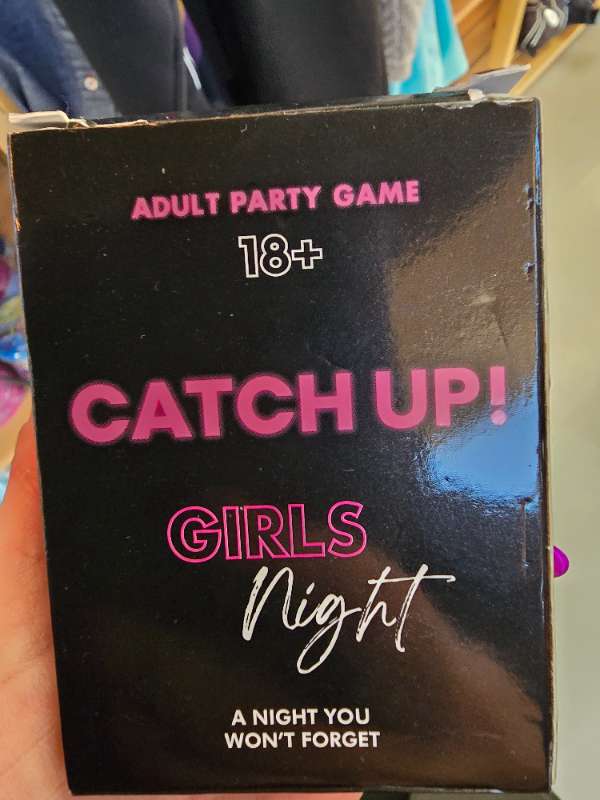 ADULT PARTY GAME
18+
CATCH UP!
GIRLS
Night
A NIGHT YOU
WON'T FORGET